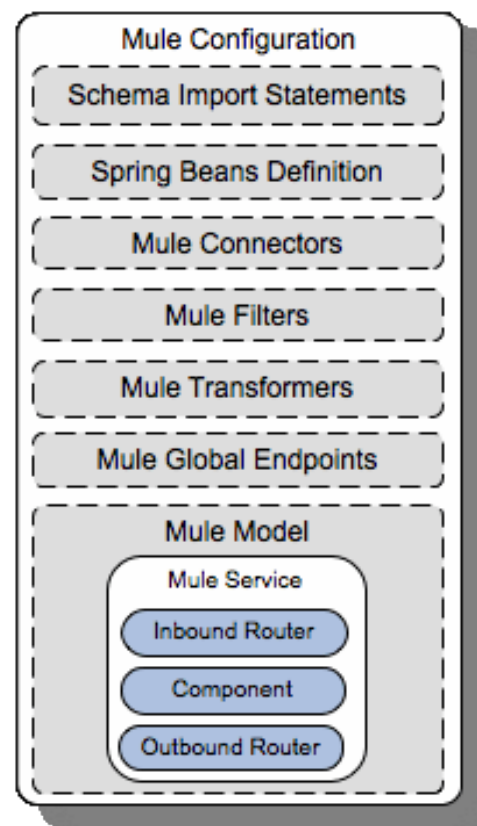 Mule Configuration
Schema Import Statements
Spring Beans Definition
Mule Connectors
Mule Filters
Mule Transformers
Mule Global Endpoints
Mule Model
Mule Service
Inbound Router
Component
Outbound Router